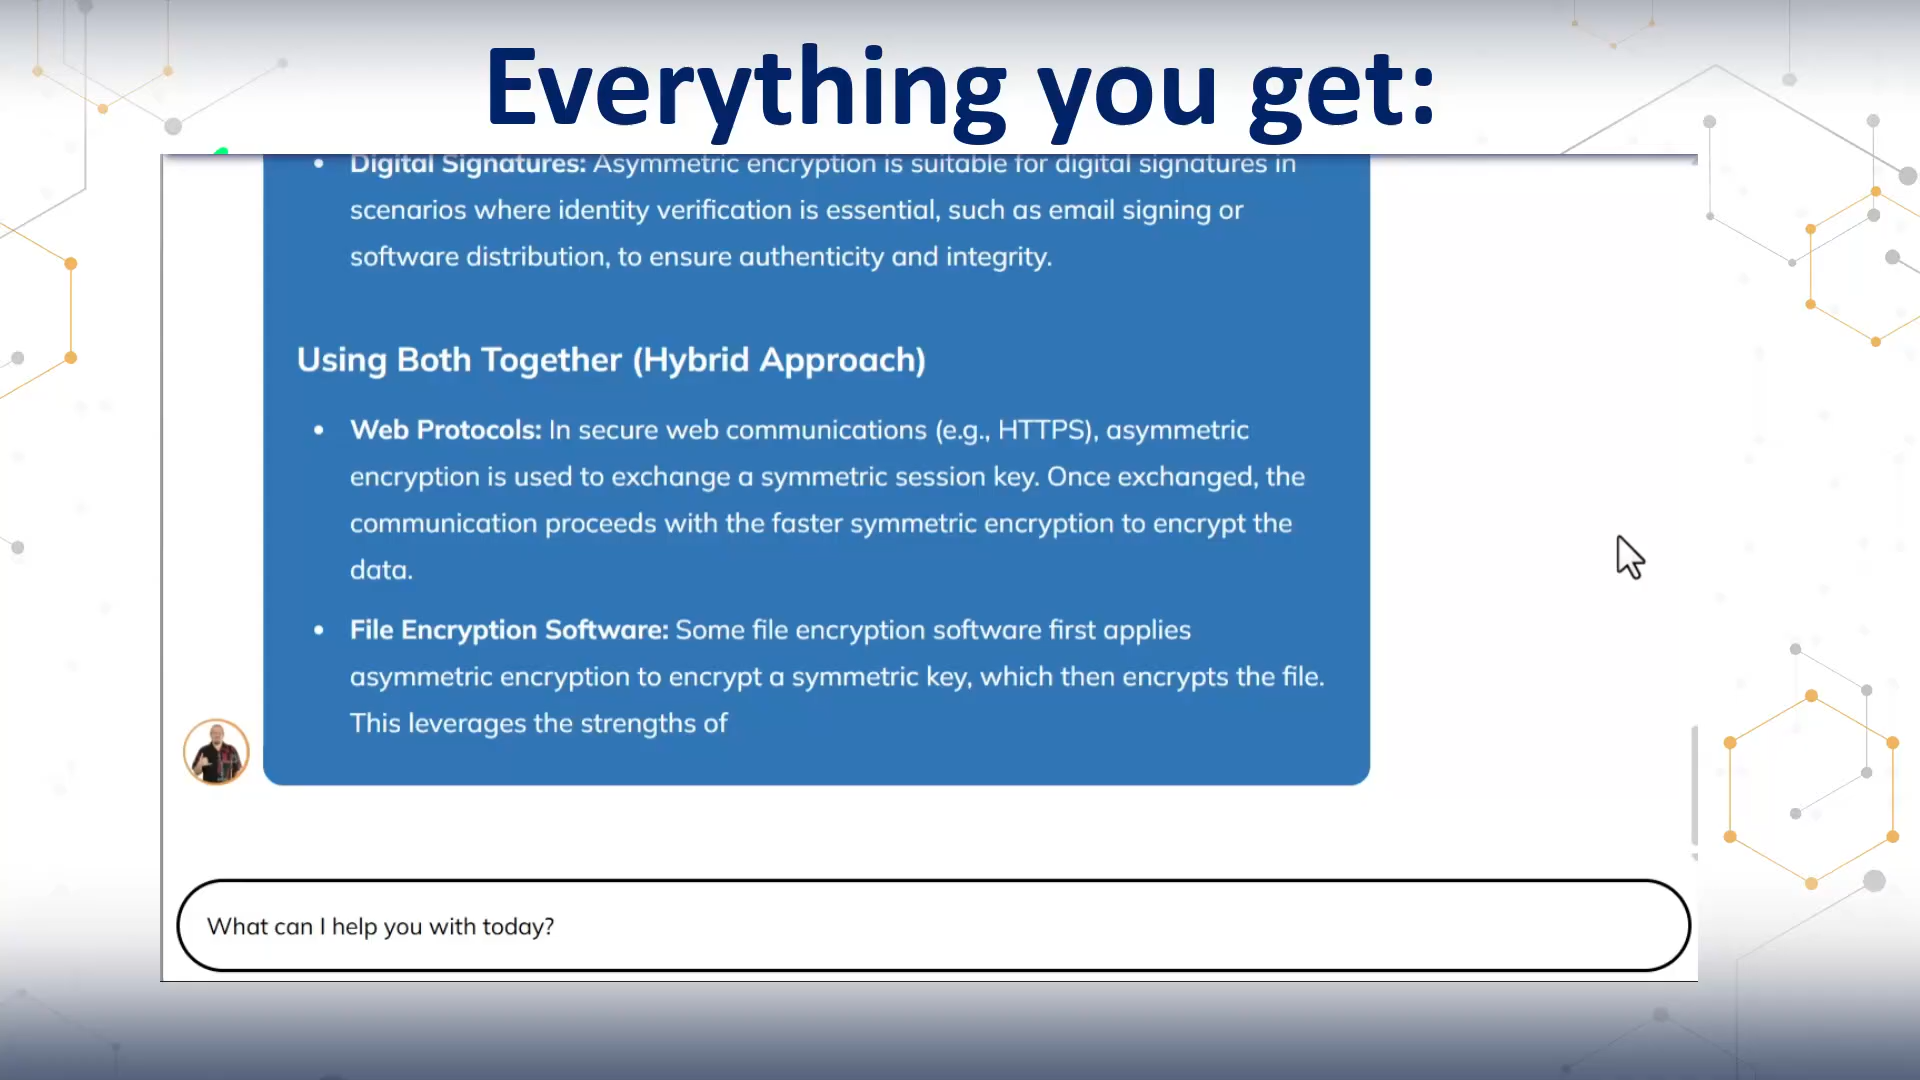 Everything you get:
• Digital Signatures: Asymmetric encryption is suitable for digital signatures in
scenarios where identity verification is essential, such as email signing or
software distribution, to ensure authenticity and integrity.
Using Both Together (Hybrid Approach)
• Web Protocols: In secure web communications (e.g., HTTPS), asymmetric
encryption is used to exchange a symmetric session key. Once exchanged, the
communication proceeds with the faster symmetric encryption to encrypt the
data.
• File Encryption Software: Some file encryption software first applies
asymmetric encryption to encrypt a symmetric key, which then encrypts the file.
This leverages the strengths of
What can I help you with today?